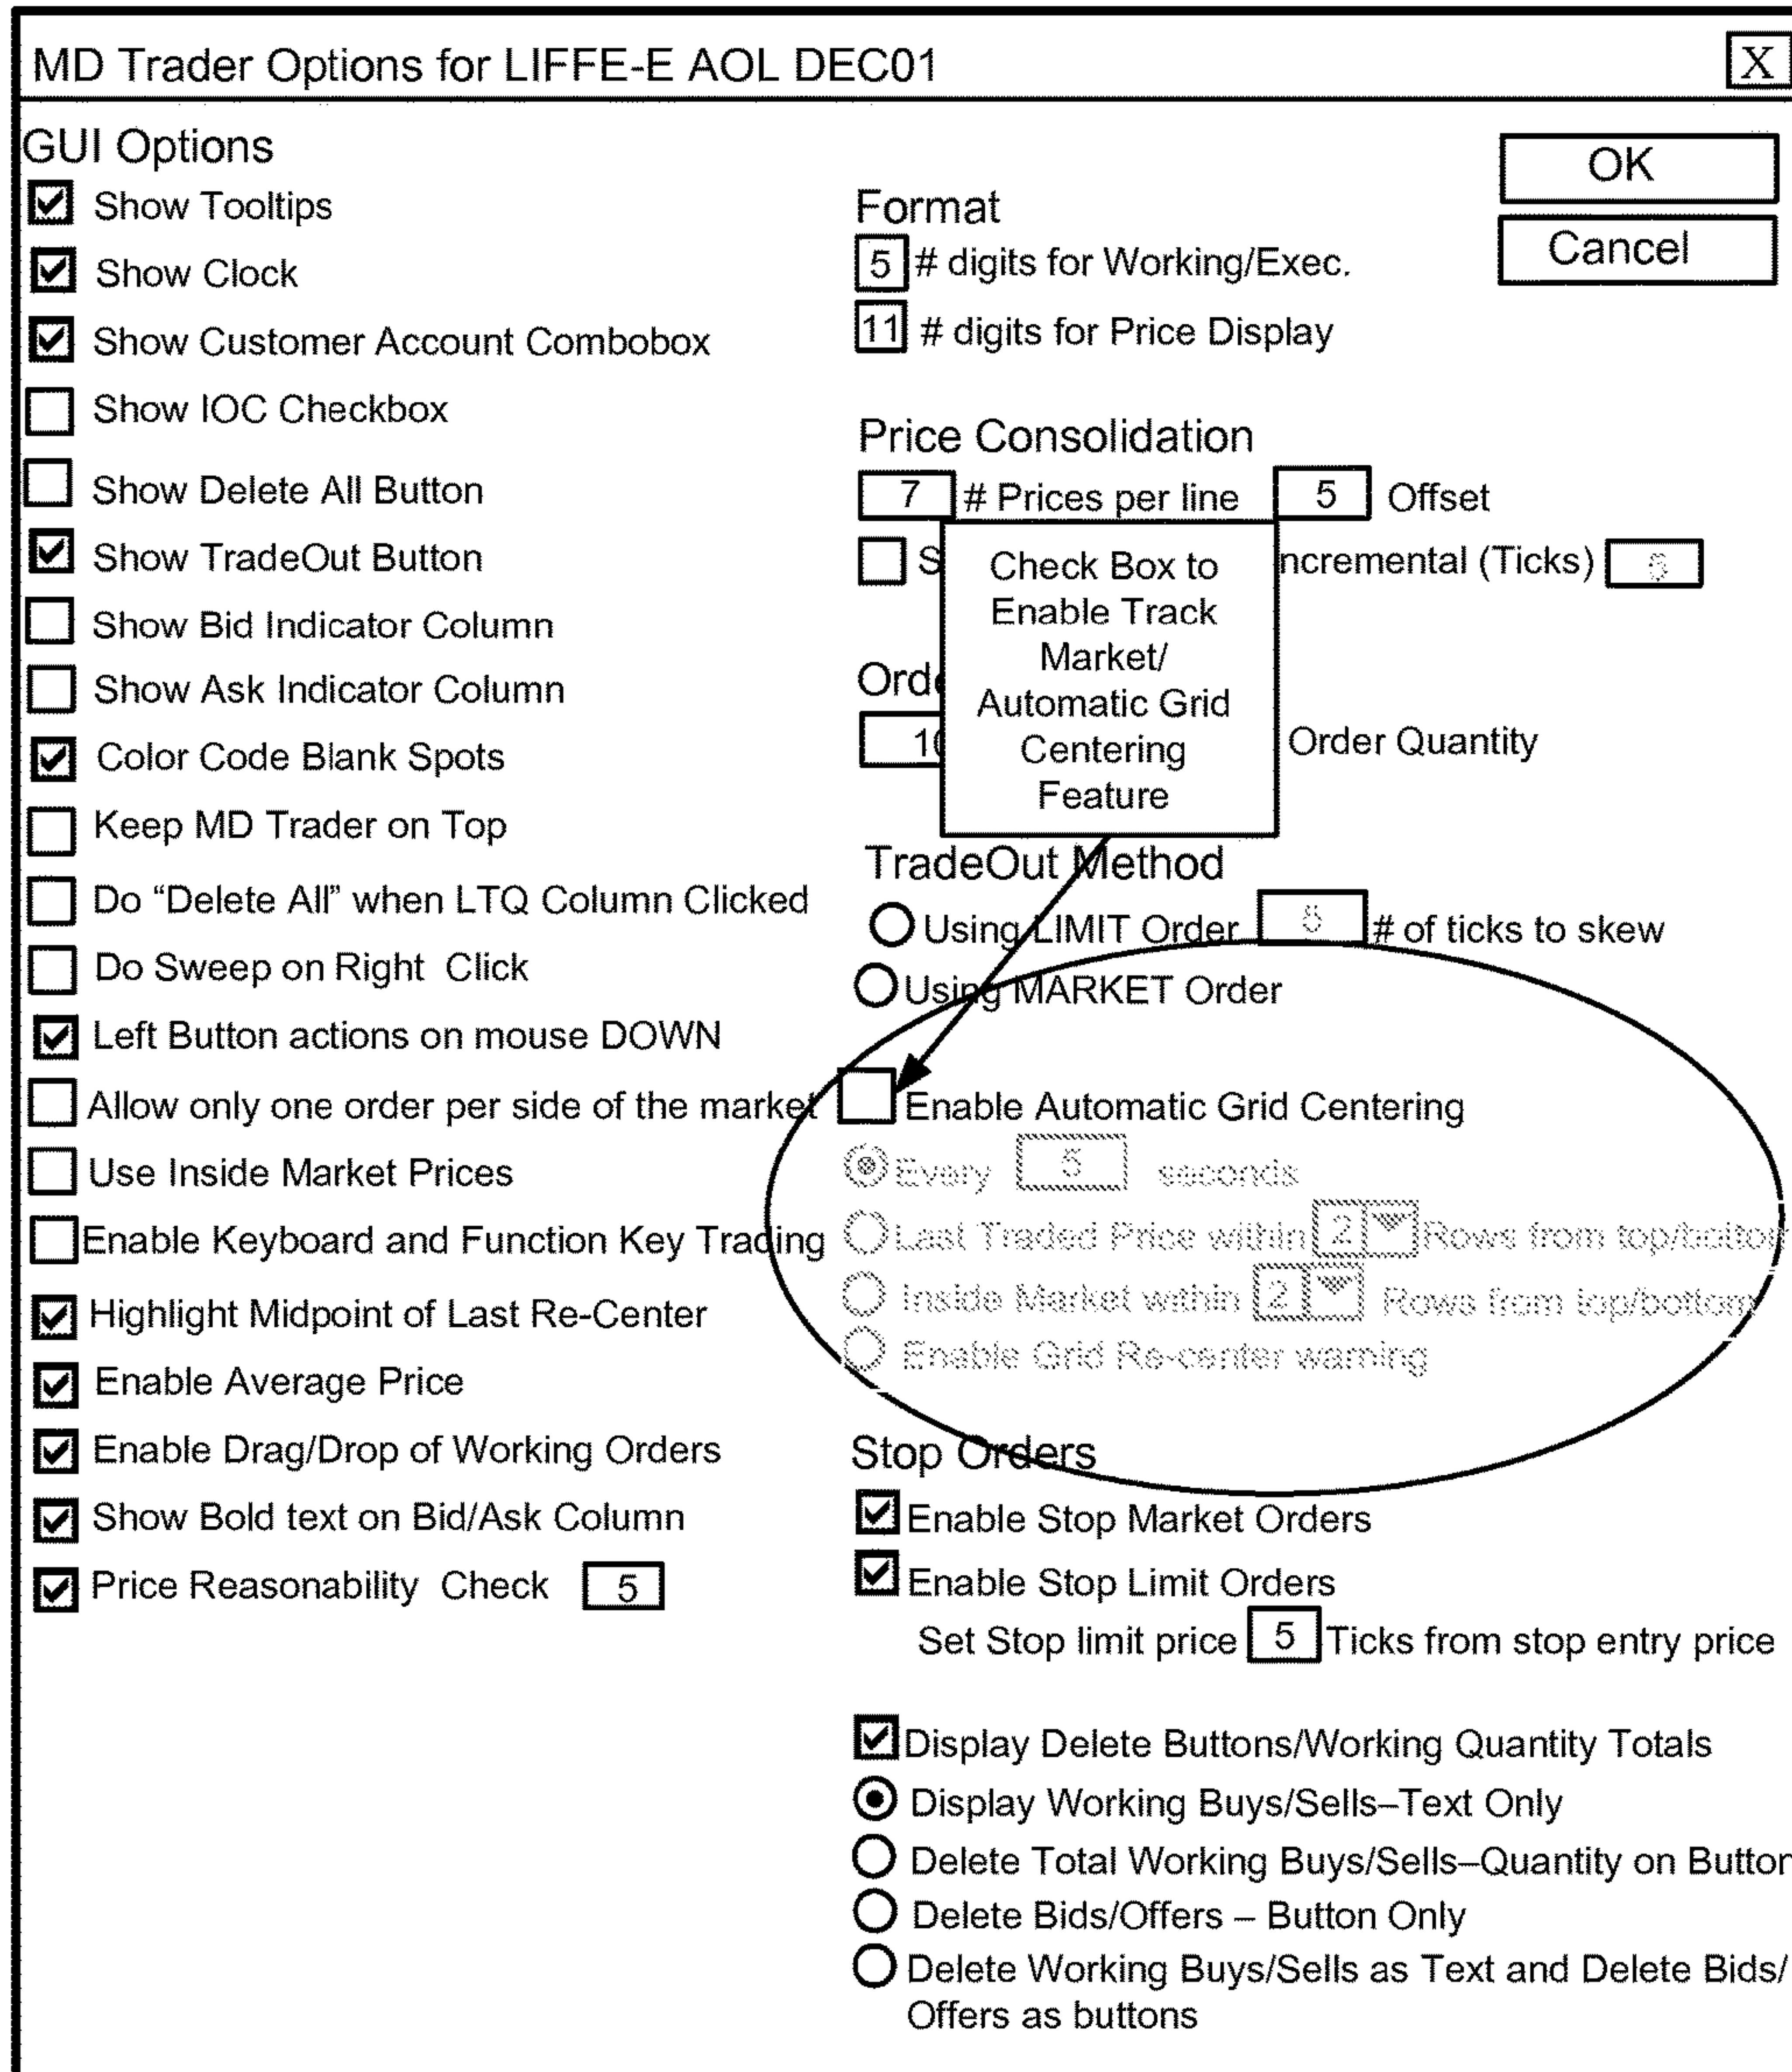 MD Trader Options for LIFFE-E AOL DEC01
X
GUI Options
Show Tooltips
Show Clock
Show Customer Account Combobox
Show IOC Checkbox
Show Delete All Button
Show TradeOut Button
Show Bid Indicator Column
Show Ask Indicator Column
Color Code Blank Spots
Keep MD Trader on Top
Do “Delete All” when LTQ Column Clicked
Do Sweep on Right Click
Left Button actions on mouse DOWN
Allow only one order per side of the market
Use Inside Market Prices
Enable Keyboard and Function Key Trading
Highlight Midpoint of Last Re-Center
Enable Average Price
Enable Drag/Drop of Working Orders
Show Bold text on Bid/Ask Column
Price Reasonability Check 5
OK
Cancel
Format
5 # digits for Working/Exec.
11 # digits for Price Display
Price Consolidation
7 # Prices per line 5 Offset
S ncremental (Ticks)
Check Box to
Enable Track
Market/
Automatic Grid
Centering
Feature
Orde
10 Order Quantity
TradeOut Method
Using LIMIT Order 5 # of ticks to skew
Using MARKET Order
Enable Automatic Grid Centering
Every 5 seconds
Last Traded Price within 2 Rows from top/bottom
Inside Market within 2 Rows from top/bottom
Enable Grid Re-center warning
Stop Orders
Enable Stop Market Orders
Enable Stop Limit Orders
Set Stop limit price 5 Ticks from stop entry price
Display Delete Buttons/Working Quantity Totals
Display Working Buys/Sells–Text Only
Delete Total Working Buys/Sells–Quantity on Button
Delete Bids/Offers – Button Only
Delete Working Buys/Sells as Text and Delete Bids/
Offers as buttons